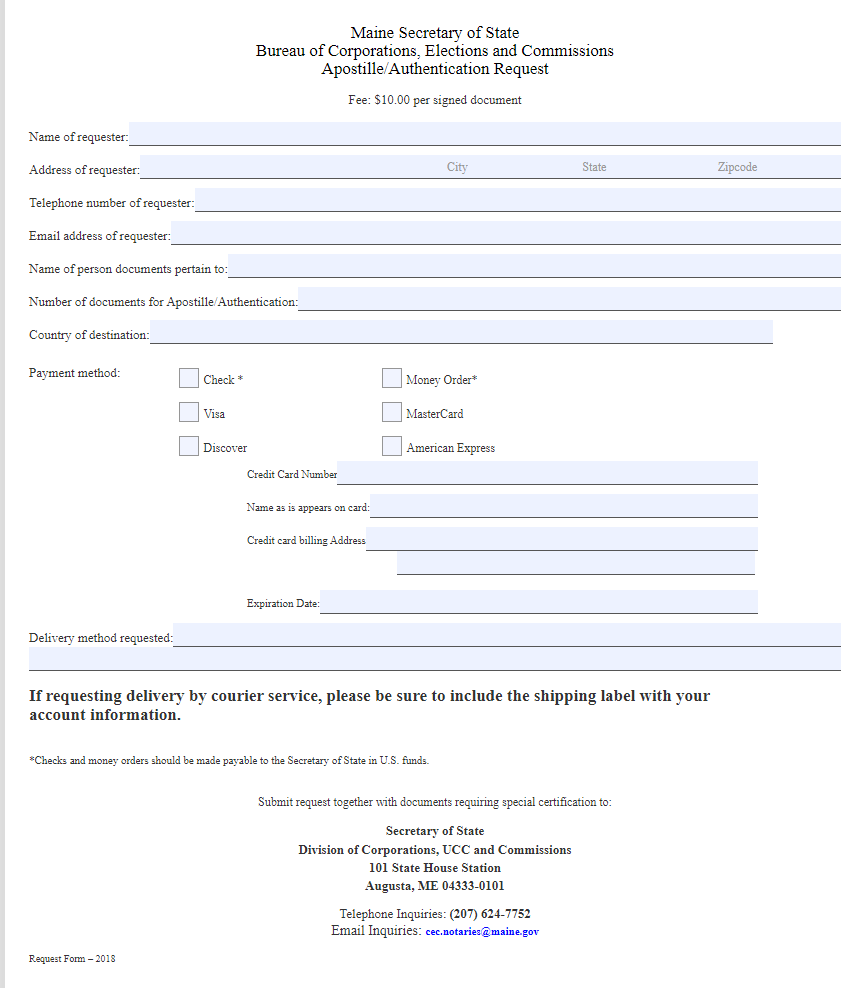 Maine Secretary of State
Bureau of Corporations, Elections and Commissions
Apostille/Authentication Request
Fee: $10.00 per signed document
Name of requester:
Address of requester: City State Zipcode
Telephone number of requester:
Email address of requester:
Name of person documents pertain to:
Number of documents for Apostille/Authentication:
Country of destination:
Payment method: Check * Money Order*
Visa MasterCard
Discover American Express
Credit Card Number
Name as is appears on card:
Credit card billing Address
Expiration Date:
Delivery method requested:
If requesting delivery by courier service, please be sure to include the shipping label with your
account information.
*Checks and money orders should be made payable to the Secretary of State in U.S. funds.
Submit request together with documents requiring special certification to:
Secretary of State
Division of Corporations, UCC and Commissions
101 State House Station
Augusta, ME 04333-0101
Telephone Inquiries: (207) 624-7752
Email Inquiries: cec.notaries@maine.gov
Request Form – 2018